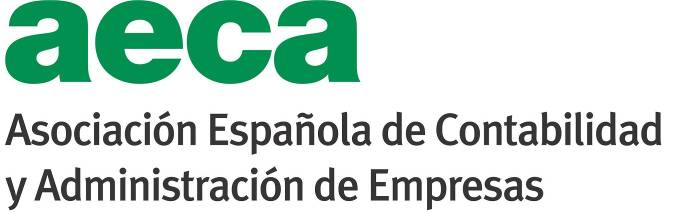 aeca
Asociación Española de Contabilidad
y Administración de Empresas